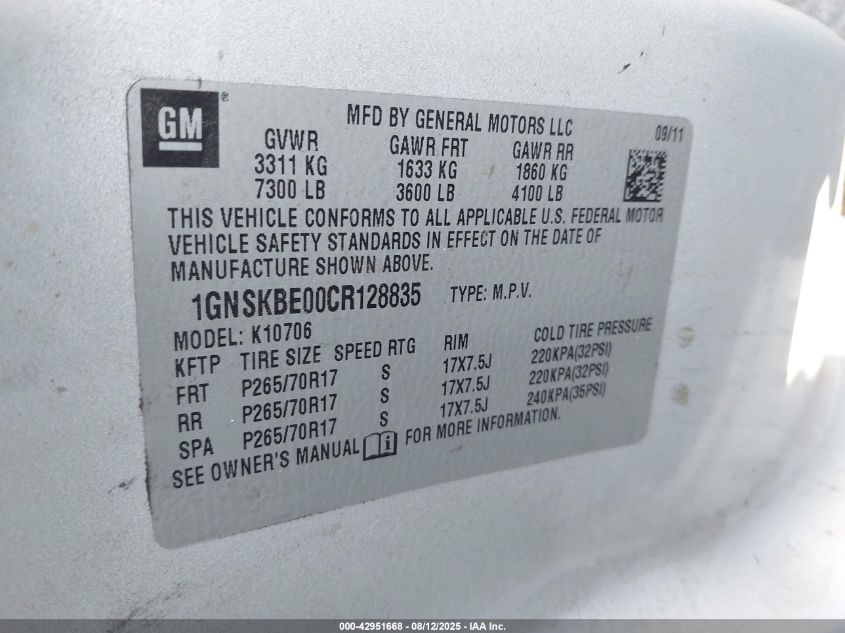 GM ®
MFD BY GENERAL MOTORS LLC 09/11
GVWR GAWR FRT GAWR RR
3311 KG 1633 KG 1860 KG
7300 LB 3600 LB 4100 LB
THIS VEHICLE CONFORMS TO ALL APPLICABLE U.S. FEDERAL MOTOR
VEHICLE SAFETY STANDARDS IN EFFECT ON THE DATE OF
MANUFACTURE SHOWN ABOVE.
1GNSKBE00CR128835 TYPE: M.P.V.
MODEL: K10706
KFTP TIRE SIZE SPEED RTG RIM COLD TIRE PRESSURE
FRT P265/70R17 S 17X7.5J 220KPA(32PSI)
RR P265/70R17 S 17X7.5J 220KPA(32PSI)
SPA P265/70R17 S 17X7.5J 240KPA(35PSI)
SEE OWNER'S MANUAL i FOR MORE INFORMATION.
000-42951668 - 08/12/2025 - IAA Inc.